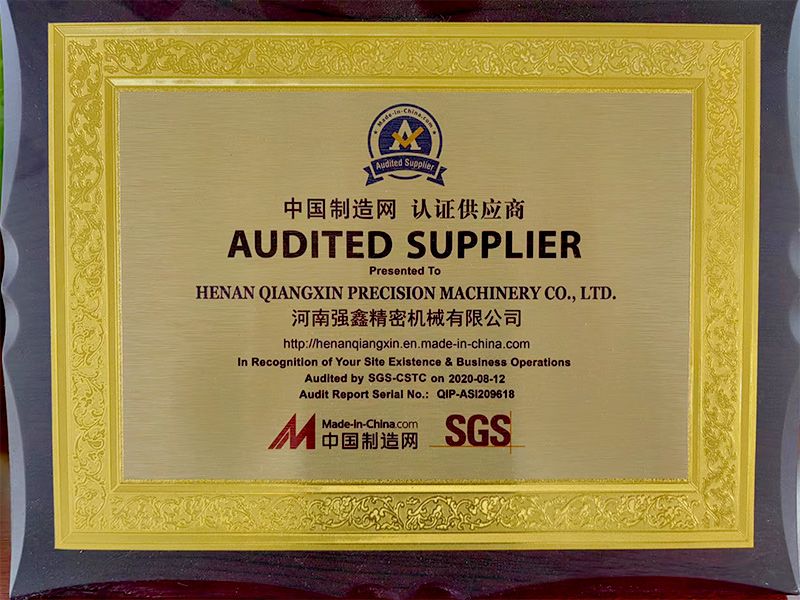 Made-in-China.com
Audited Supplier
中国制造网 认证供应商
AUDITED SUPPLIER
Presented To
HENAN QIANGXIN PRECISION MACHINERY CO., LTD.
河南强鑫精密机械有限公司
http://henanqiangxin.en.made-in-china.com
In Recognition of Your Site Existence & Business Operations
Audited by SGS-CSTC on 2020-08-12
Audit Report Serial No.: QIP-ASI209618
Made-in-China.com
中国制造网
SGS